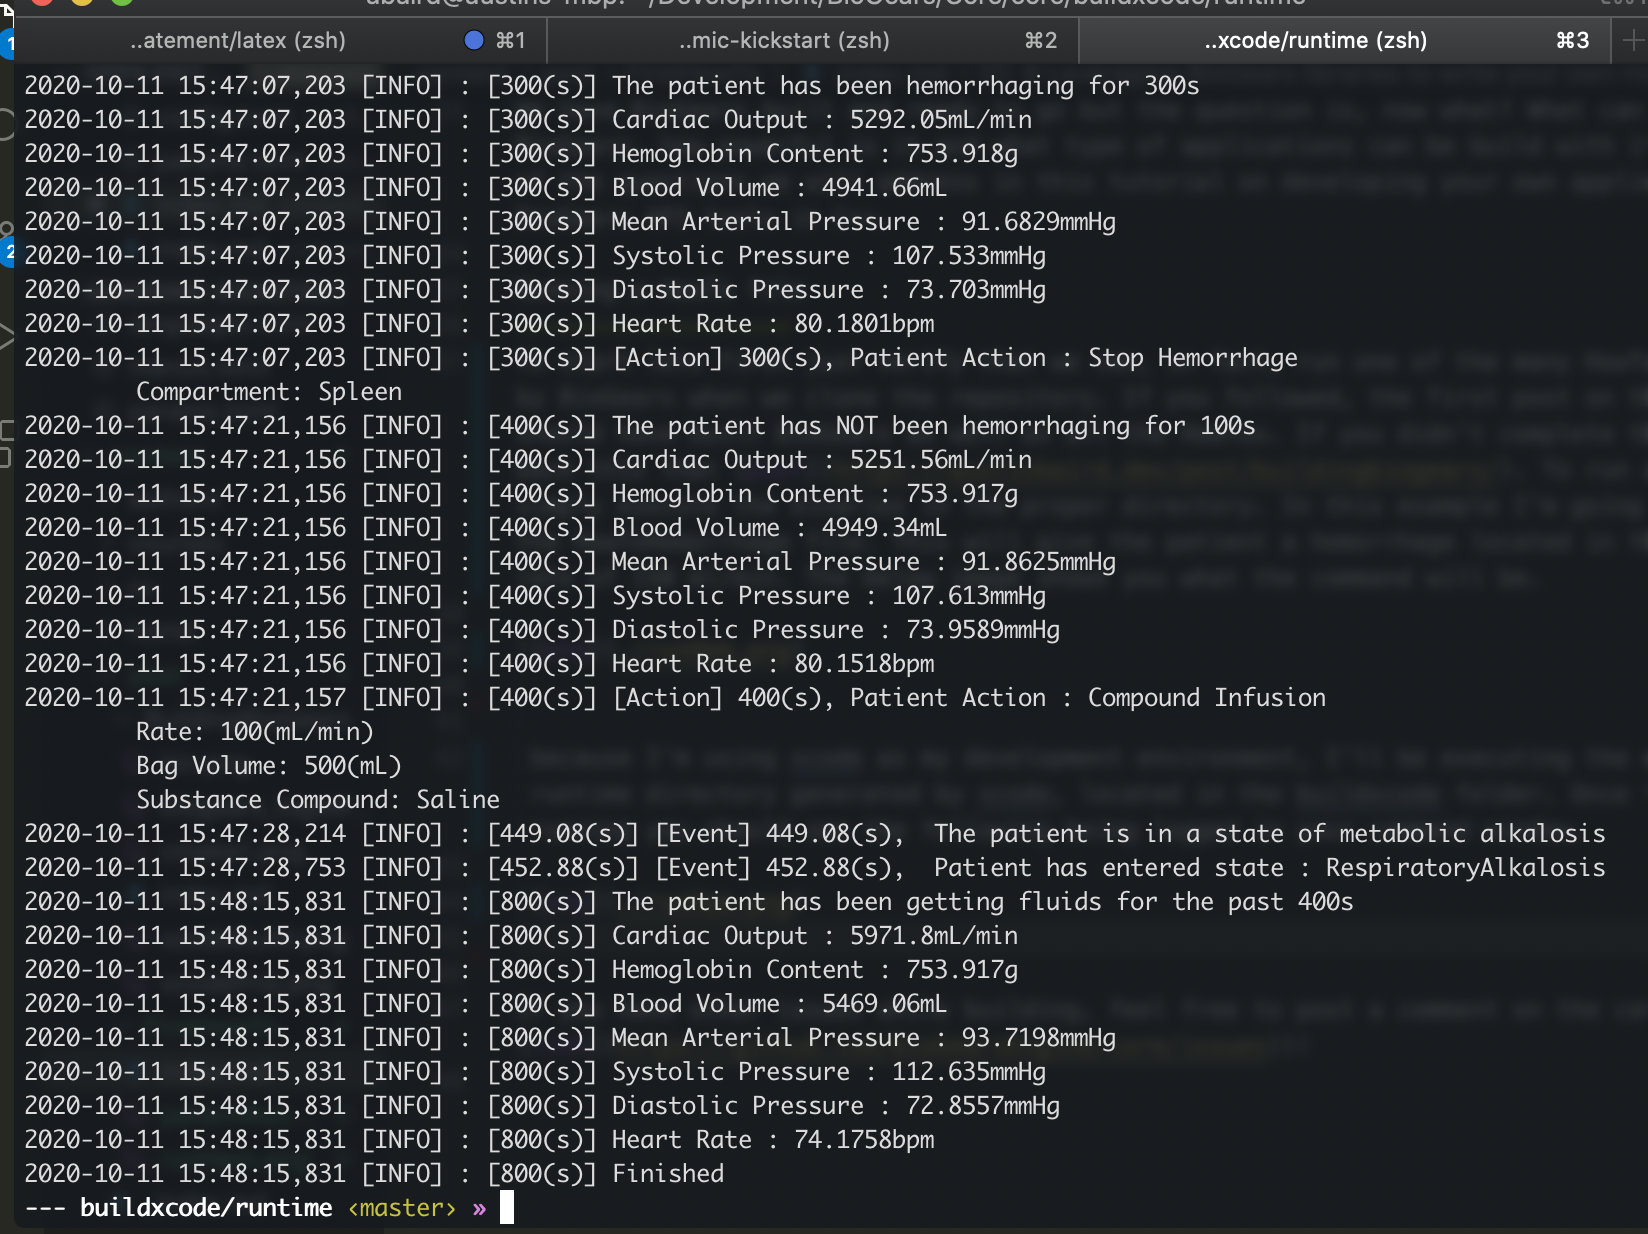 ..atement/latex (zsh) ⌘1 ..mic-kickstart (zsh) ⌘2 ..xcode/runtime (zsh) ⌘3
2020-10-11 15:47:07,203 [INFO] : [300(s)] The patient has been hemorrhaging for 300s
2020-10-11 15:47:07,203 [INFO] : [300(s)] Cardiac Output : 5292.05mL/min
2020-10-11 15:47:07,203 [INFO] : [300(s)] Hemoglobin Content : 753.918g
2020-10-11 15:47:07,203 [INFO] : [300(s)] Blood Volume : 4941.66mL
2020-10-11 15:47:07,203 [INFO] : [300(s)] Mean Arterial Pressure : 91.6829mmHg
2020-10-11 15:47:07,203 [INFO] : [300(s)] Systolic Pressure : 107.533mmHg
2020-10-11 15:47:07,203 [INFO] : [300(s)] Diastolic Pressure : 73.703mmHg
2020-10-11 15:47:07,203 [INFO] : [300(s)] Heart Rate : 80.1801bpm
2020-10-11 15:47:07,203 [INFO] : [300(s)] [Action] 300(s), Patient Action : Stop Hemorrhage
Compartment: Spleen
2020-10-11 15:47:21,156 [INFO] : [400(s)] The patient has NOT been hemorrhaging for 100s
2020-10-11 15:47:21,156 [INFO] : [400(s)] Cardiac Output : 5251.56mL/min
2020-10-11 15:47:21,156 [INFO] : [400(s)] Hemoglobin Content : 753.917g
2020-10-11 15:47:21,156 [INFO] : [400(s)] Blood Volume : 4949.34mL
2020-10-11 15:47:21,156 [INFO] : [400(s)] Mean Arterial Pressure : 91.8625mmHg
2020-10-11 15:47:21,156 [INFO] : [400(s)] Systolic Pressure : 107.613mmHg
2020-10-11 15:47:21,156 [INFO] : [400(s)] Diastolic Pressure : 73.9589mmHg
2020-10-11 15:47:21,156 [INFO] : [400(s)] Heart Rate : 80.1518bpm
2020-10-11 15:47:21,157 [INFO] : [400(s)] [Action] 400(s), Patient Action : Compound Infusion
Rate: 100(mL/min)
Bag Volume: 500(mL)
Substance Compound: Saline
2020-10-11 15:47:28,214 [INFO] : [449.08(s)] [Event] 449.08(s),  The patient is in a state of metabolic alkalosis
2020-10-11 15:47:28,753 [INFO] : [452.88(s)] [Event] 452.88(s),  Patient has entered state : RespiratoryAlkalosis
2020-10-11 15:48:15,831 [INFO] : [800(s)] The patient has been getting fluids for the past 400s
2020-10-11 15:48:15,831 [INFO] : [800(s)] Cardiac Output : 5971.8mL/min
2020-10-11 15:48:15,831 [INFO] : [800(s)] Hemoglobin Content : 753.917g
2020-10-11 15:48:15,831 [INFO] : [800(s)] Blood Volume : 5469.06mL
2020-10-11 15:48:15,831 [INFO] : [800(s)] Mean Arterial Pressure : 93.7198mmHg
2020-10-11 15:48:15,831 [INFO] : [800(s)] Systolic Pressure : 112.635mmHg
2020-10-11 15:48:15,831 [INFO] : [800(s)] Diastolic Pressure : 72.8557mmHg
2020-10-11 15:48:15,831 [INFO] : [800(s)] Heart Rate : 74.1758bpm
2020-10-11 15:48:15,831 [INFO] : [800(s)] Finished
--- buildxcode/runtime <master> »